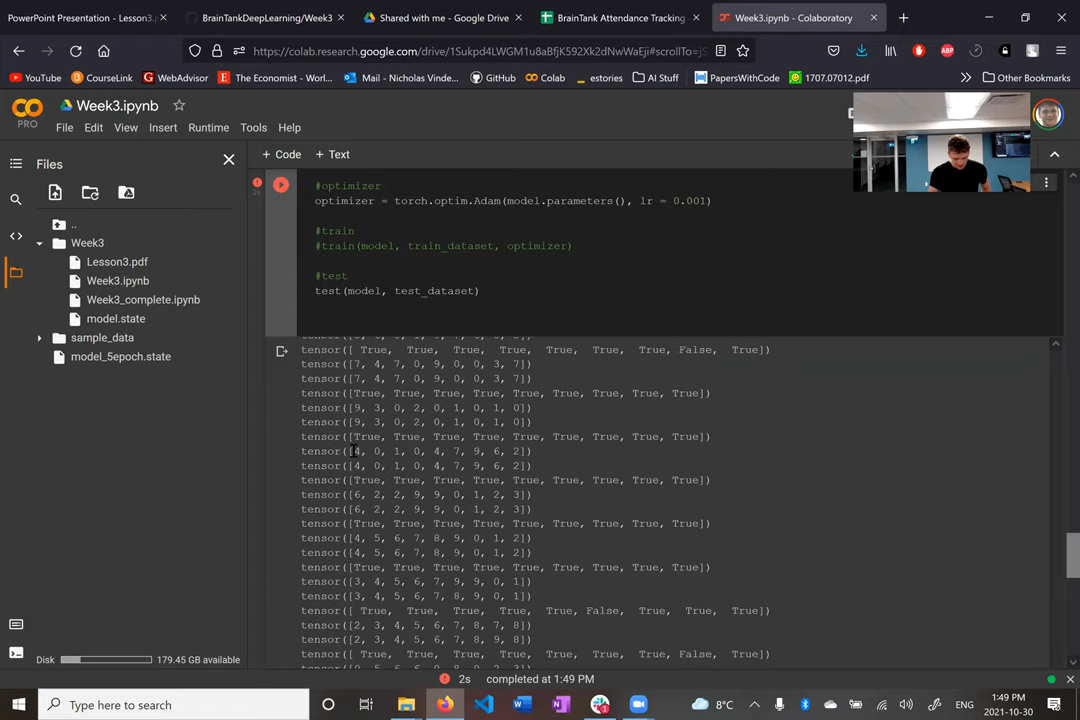 PowerPoint Presentation - Lesson3.p
BrainTankDeepLearning/Week3
Shared with me - Google Drive
BrainTank Attendance Tracking
Week3.ipynb - Colaboratory
https://colab.research.google.com/drive/1Sukpd4LWGM1u8aBfjK592Xk2dNwWaEji#scrollTo=jS
YouTube
CourseLink
WebAdvisor
The Economist - Worl...
Mail - Nicholas Vinde...
GitHub
Colab
_estories
AI Stuff
PapersWithCode
1707.07012.pdf
Other Bookmarks
CO
PRO
Week3.ipynb
File Edit View Insert Runtime Tools Help
Files
+ Code + Text
..
Week3
Lesson3.pdf
Week3.ipynb
Week3_complete.ipynb
model.state
sample_data
model_5epoch.state
Disk 179.45 GB available
#optimizer
optimizer = torch.optim.Adam(model.parameters(), lr = 0.001)
#train
#train(model, train_dataset, optimizer)
#test
test(model, test_dataset)
tensor([ True, True, True, True, True, True, True, False, True])
tensor([7, 4, 7, 0, 9, 0, 0, 3, 7])
tensor([7, 4, 7, 0, 9, 0, 0, 3, 7])
tensor([True, True, True, True, True, True, True, True, True])
tensor([9, 3, 0, 2, 0, 1, 0, 1, 0])
tensor([9, 3, 0, 2, 0, 1, 0, 1, 0])
tensor([True, True, True, True, True, True, True, True, True])
tensor([4, 0, 1, 0, 4, 7, 9, 6, 2])
tensor([4, 0, 1, 0, 4, 7, 9, 6, 2])
tensor([True, True, True, True, True, True, True, True, True])
tensor([6, 2, 2, 9, 9, 0, 1, 2, 3])
tensor([6, 2, 2, 9, 9, 0, 1, 2, 3])
tensor([True, True, True, True, True, True, True, True, True])
tensor([4, 5, 6, 7, 8, 9, 0, 1, 2])
tensor([4, 5, 6, 7, 8, 9, 0, 1, 2])
tensor([True, True, True, True, True, True, True, True, True])
tensor([3, 4, 5, 6, 7, 9, 9, 0, 1])
tensor([3, 4, 5, 6, 7, 8, 9, 0, 1])
tensor([ True, True, True, True, True, False, True, True, True])
tensor([2, 3, 4, 5, 6, 7, 8, 7, 8])
tensor([2, 3, 4, 5, 6, 7, 8, 9, 8])
tensor([ True, True, True, True, True, True, True, False, True])
2s completed at 1:49 PM
Type here to search
8°C
ENG
1:49 PM
2021-10-30